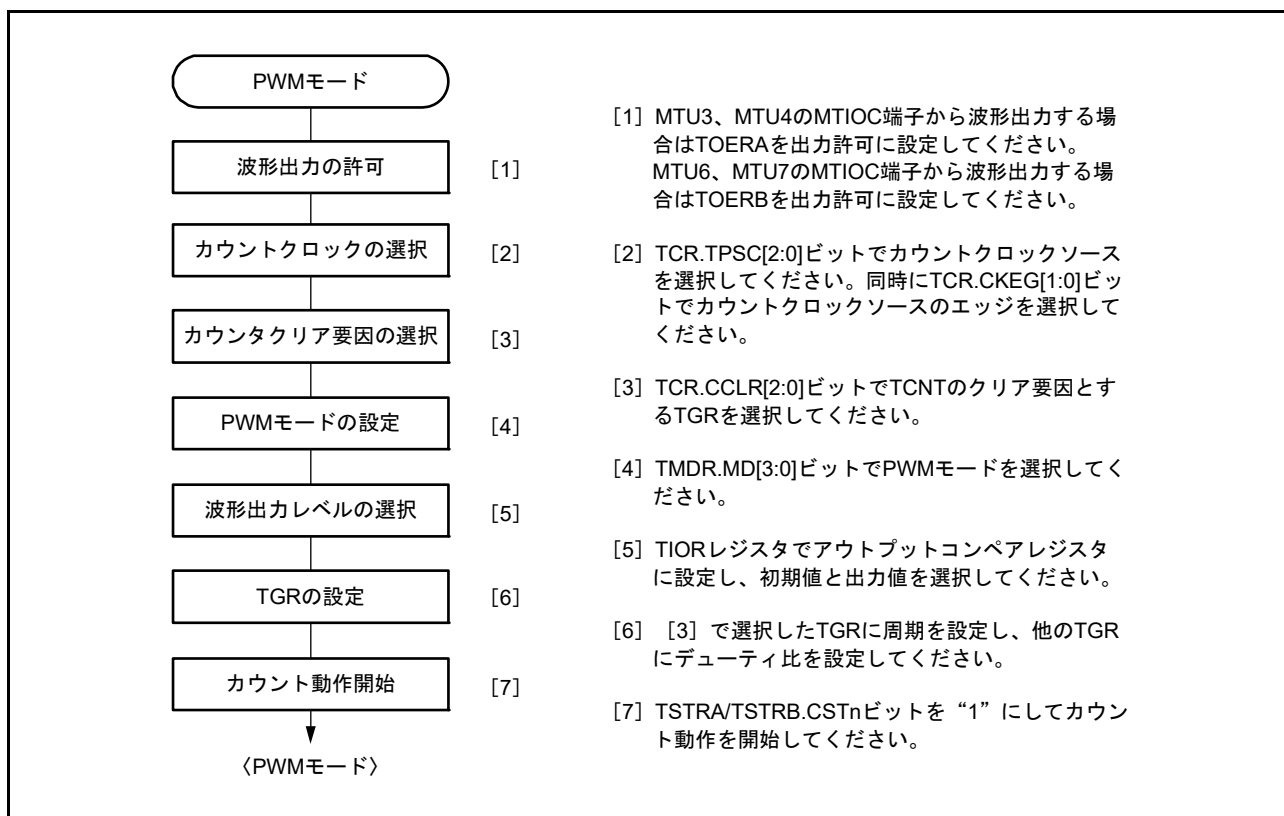 PWMモード
波形出力の許可
[1]
カウントクロックの選択
[2]
カウンタクリア要因の選択
[3]
PWMモードの設定
[4]
波形出力レベルの選択
[5]
TGRの設定
[6]
カウント動作開始
[7]
〈PWMモード〉
[1] MTU3、MTU4のMTIOC端子から波形出力する場
合はTOERAを出力許可に設定してください。
MTU6、MTU7のMTIOC端子から波形出力する場
合はTOERBを出力許可に設定してください。
[2] TCR.TPSC[2:0]ビットでカウントクロックソース
を選択してください。同時にTCR.CKEG[1:0]ビッ
トでカウントクロックソースのエッジを選択して
ください。
[3] TCR.CCLR[2:0]ビットでTCNTのクリア要因とす
るTGRを選択してください。
[4] TMDR.MD[3:0]ビットでPWMモードを選択してく
ださい。
[5] TIORレジスタでアウトプットコンペアレジスタ
に設定し、初期値と出力値を選択してください。
[6] [3]で選択したTGRに周期を設定し、他のTGR
にデューティ比を設定してください。
[7] TSTRA/TSTRB.CSTnビットを“1”にしてカウン
ト動作を開始してください。